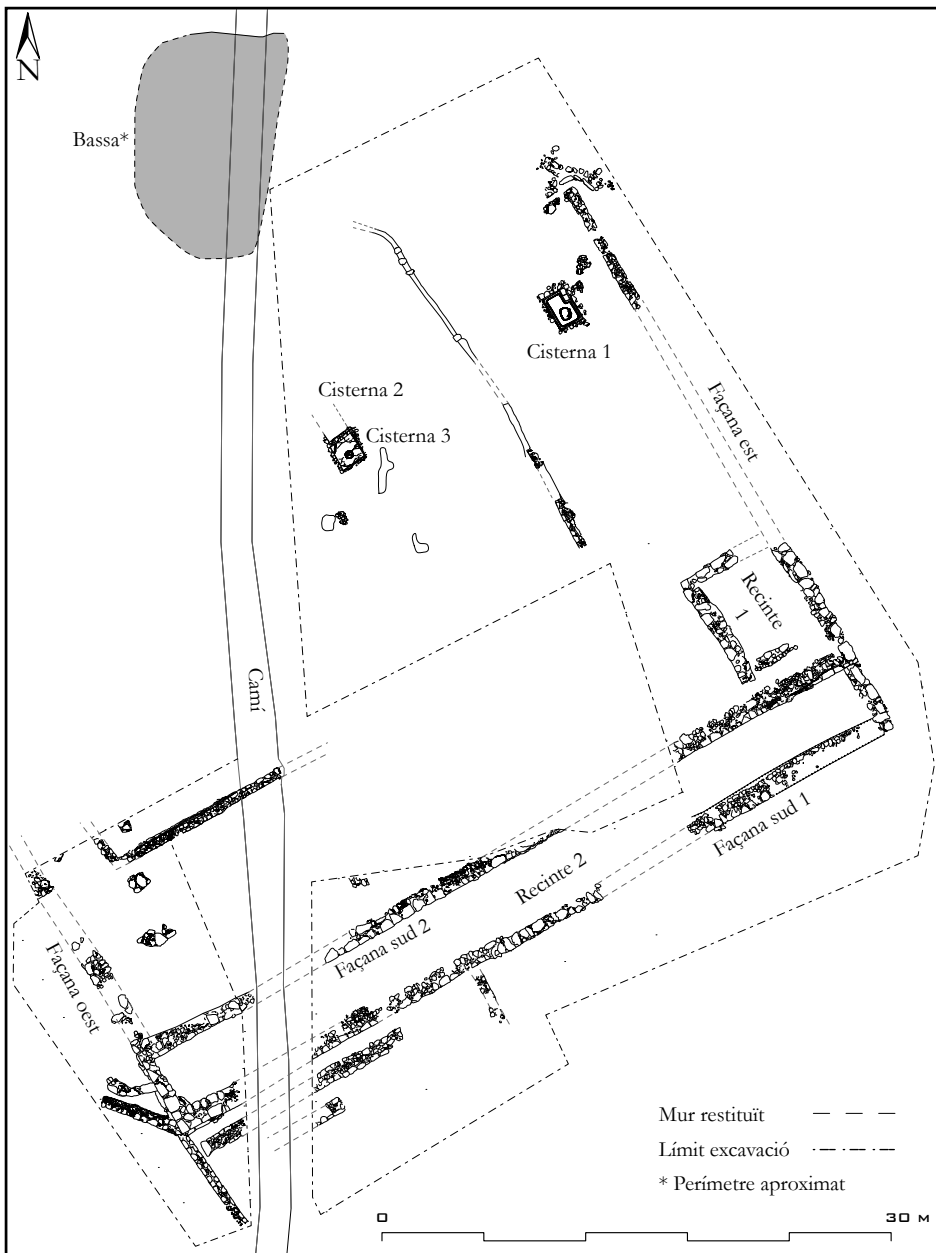 N
Bassa*
Cisterna 1
Façana est
Cisterna 2
Cisterna 3
Recinte
1
Camí
Façana sud 1
Recinte 2
Façana sud 2
Façana oest
Mur restituït
Límit excavació
* Perímetre aproximat
0 30 M